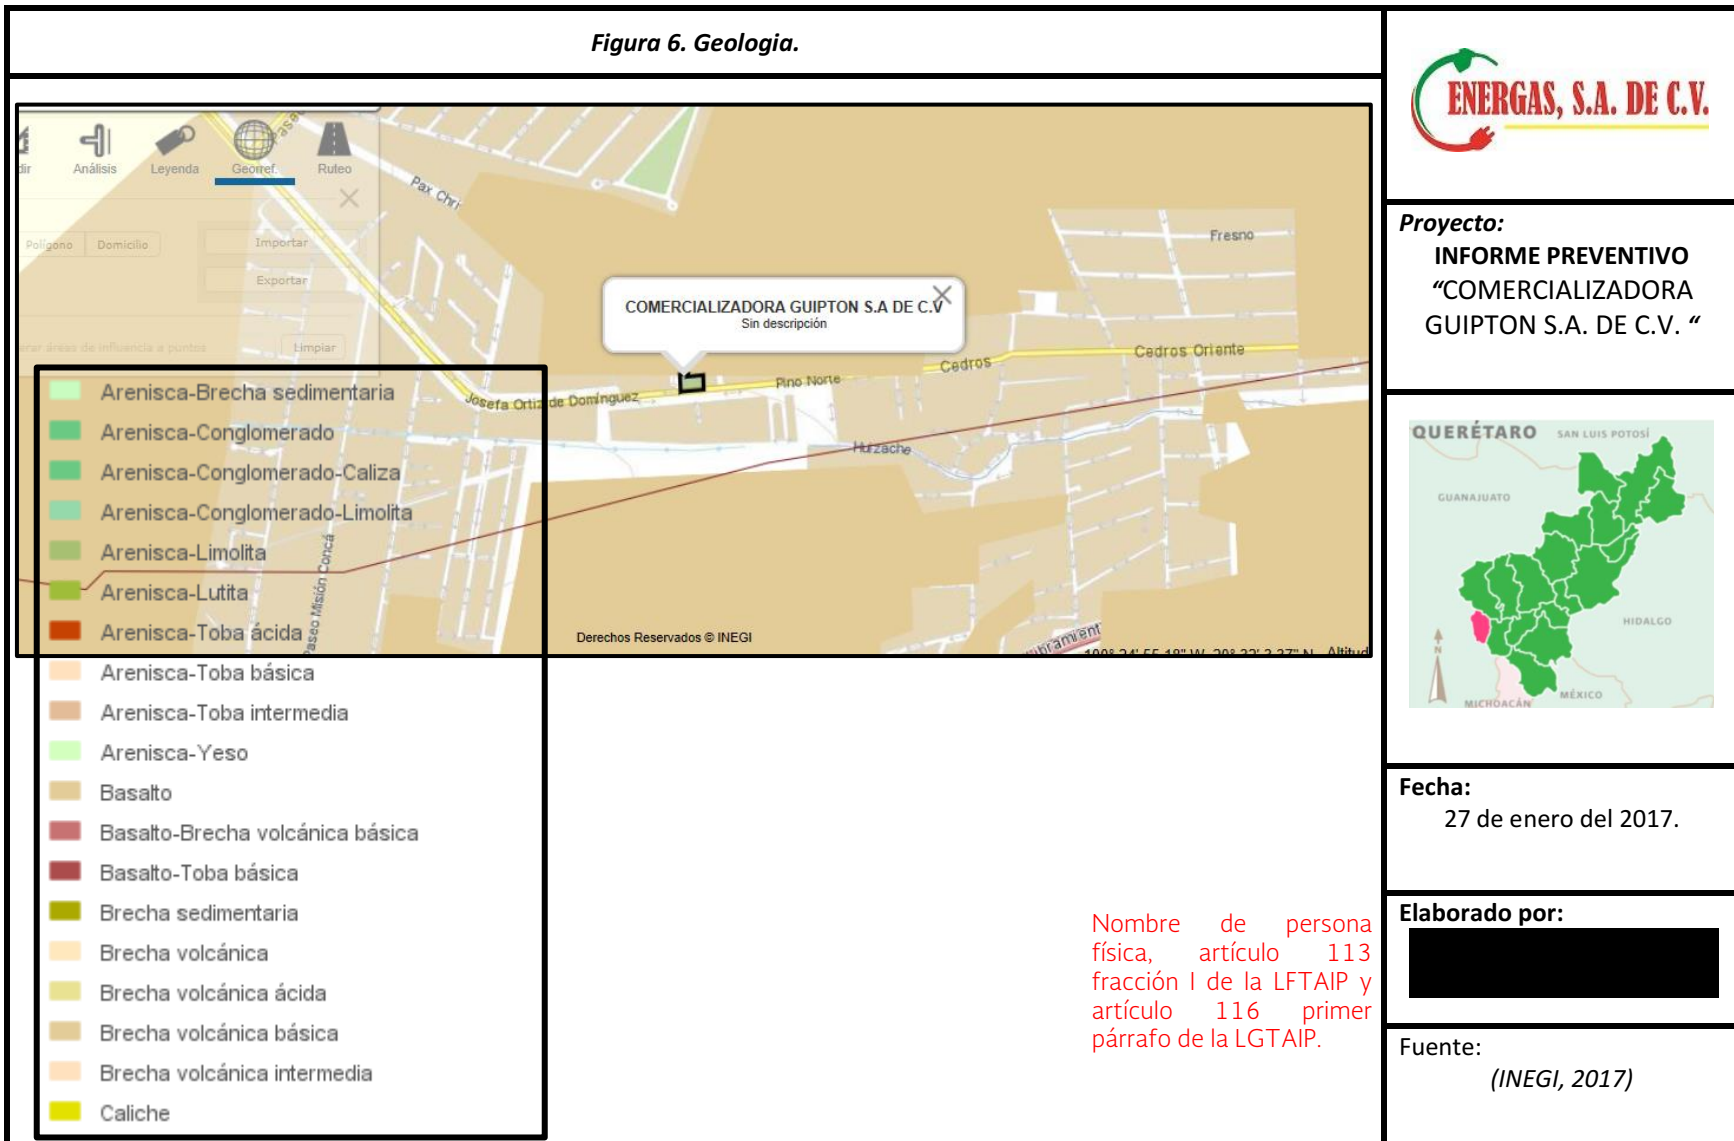 Figura 6. Geologia.
ENERGAS, S.A. DE C.V.
Proyecto:
INFORME PREVENTIVO
“COMERCIALIZADORA
GUIPTON S.A. DE C.V. “
QUERÉTARO
SAN LUIS POTOSÍ
GUANAJUATO
HIDALGO
N
MÉXICO
MICHOACÁN
Fecha:
27 de enero del 2017.
Elaborado por:
Fuente:
(INEGI, 2017)
Análisis
Leyenda
Georref.
Ruteo
Polígono
Domicilio
Importar
Exportar
áreas de influencia a puntos
Limpiar
Pax Chri
Fresno
COMERCIALIZADORA GUIPTON S.A DE C.V
Sin descripción
Cedros Oriente
Cedros
Pino Norte
Josefa Ortiz de Domínguez
Huizache
Paseo Misión Concá
Derechos Reservados © INEGI
Arenisca-Brecha sedimentaria
Arenisca-Conglomerado
Arenisca-Conglomerado-Caliza
Arenisca-Conglomerado-Limolita
Arenisca-Limolita
Arenisca-Lutita
Arenisca-Toba ácida
Arenisca-Toba básica
Arenisca-Toba intermedia
Arenisca-Yeso
Basalto
Basalto-Brecha volcánica básica
Basalto-Toba básica
Brecha sedimentaria
Brecha volcánica
Brecha volcánica ácida
Brecha volcánica básica
Brecha volcánica intermedia
Caliche
Nombre de persona
física, artículo 113
fracción I de la LFTAIP y
artículo 116 primer
párrafo de la LGTAIP.